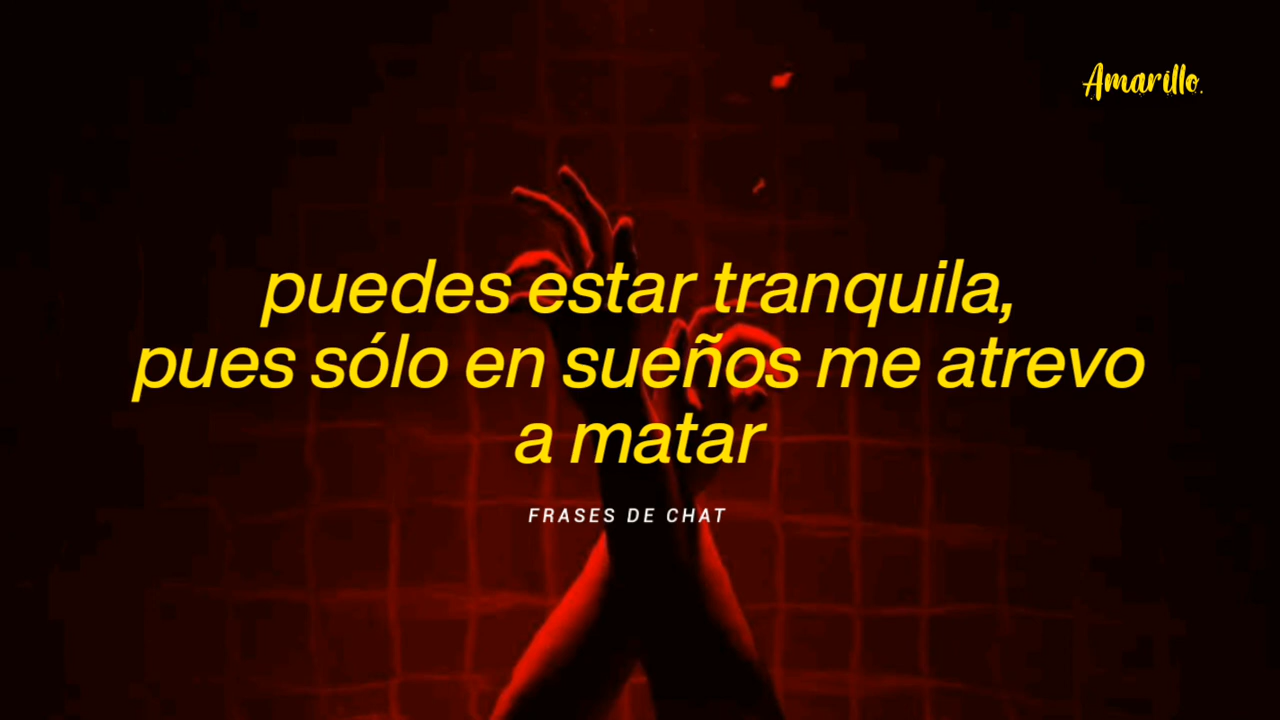 Amarillo.
puedes estar tranquila,
pues sólo en sueños me atrevo
a matar
FRASES DE CHAT